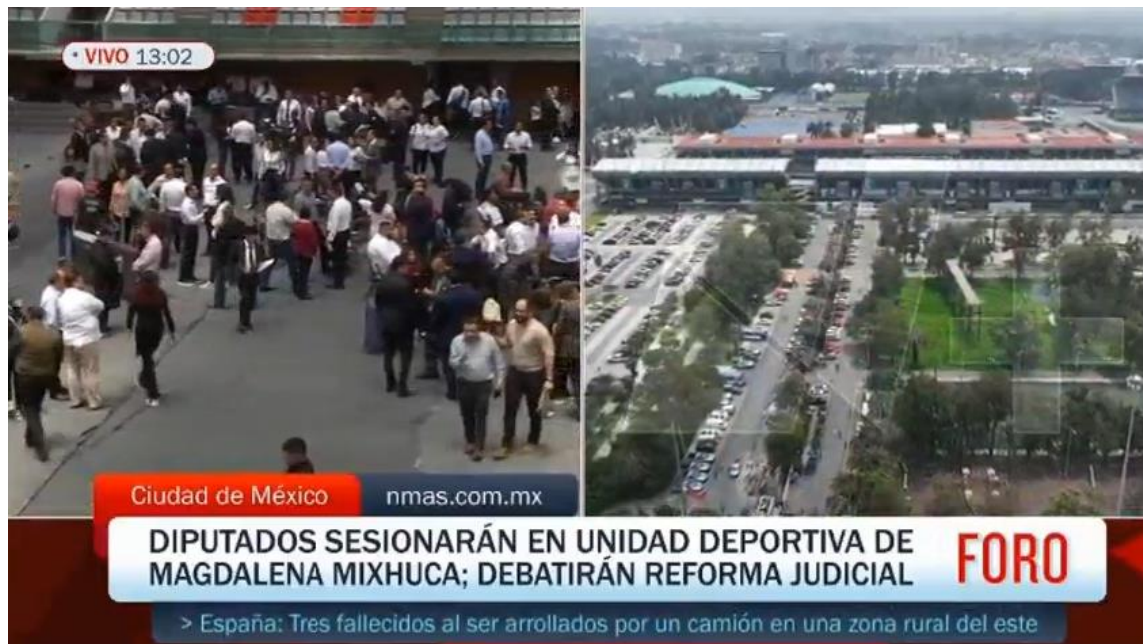 • VIVO 13:02
Ciudad de México
nmas.com.mx
DIPUTADOS SESIONARÁN EN UNIDAD DEPORTIVA DE
MAGDALENA MIXHUCA; DEBATIRÁN REFORMA JUDICIAL
FORO
> España: Tres fallecidos al ser arrollados por un camión en una zona rural del este